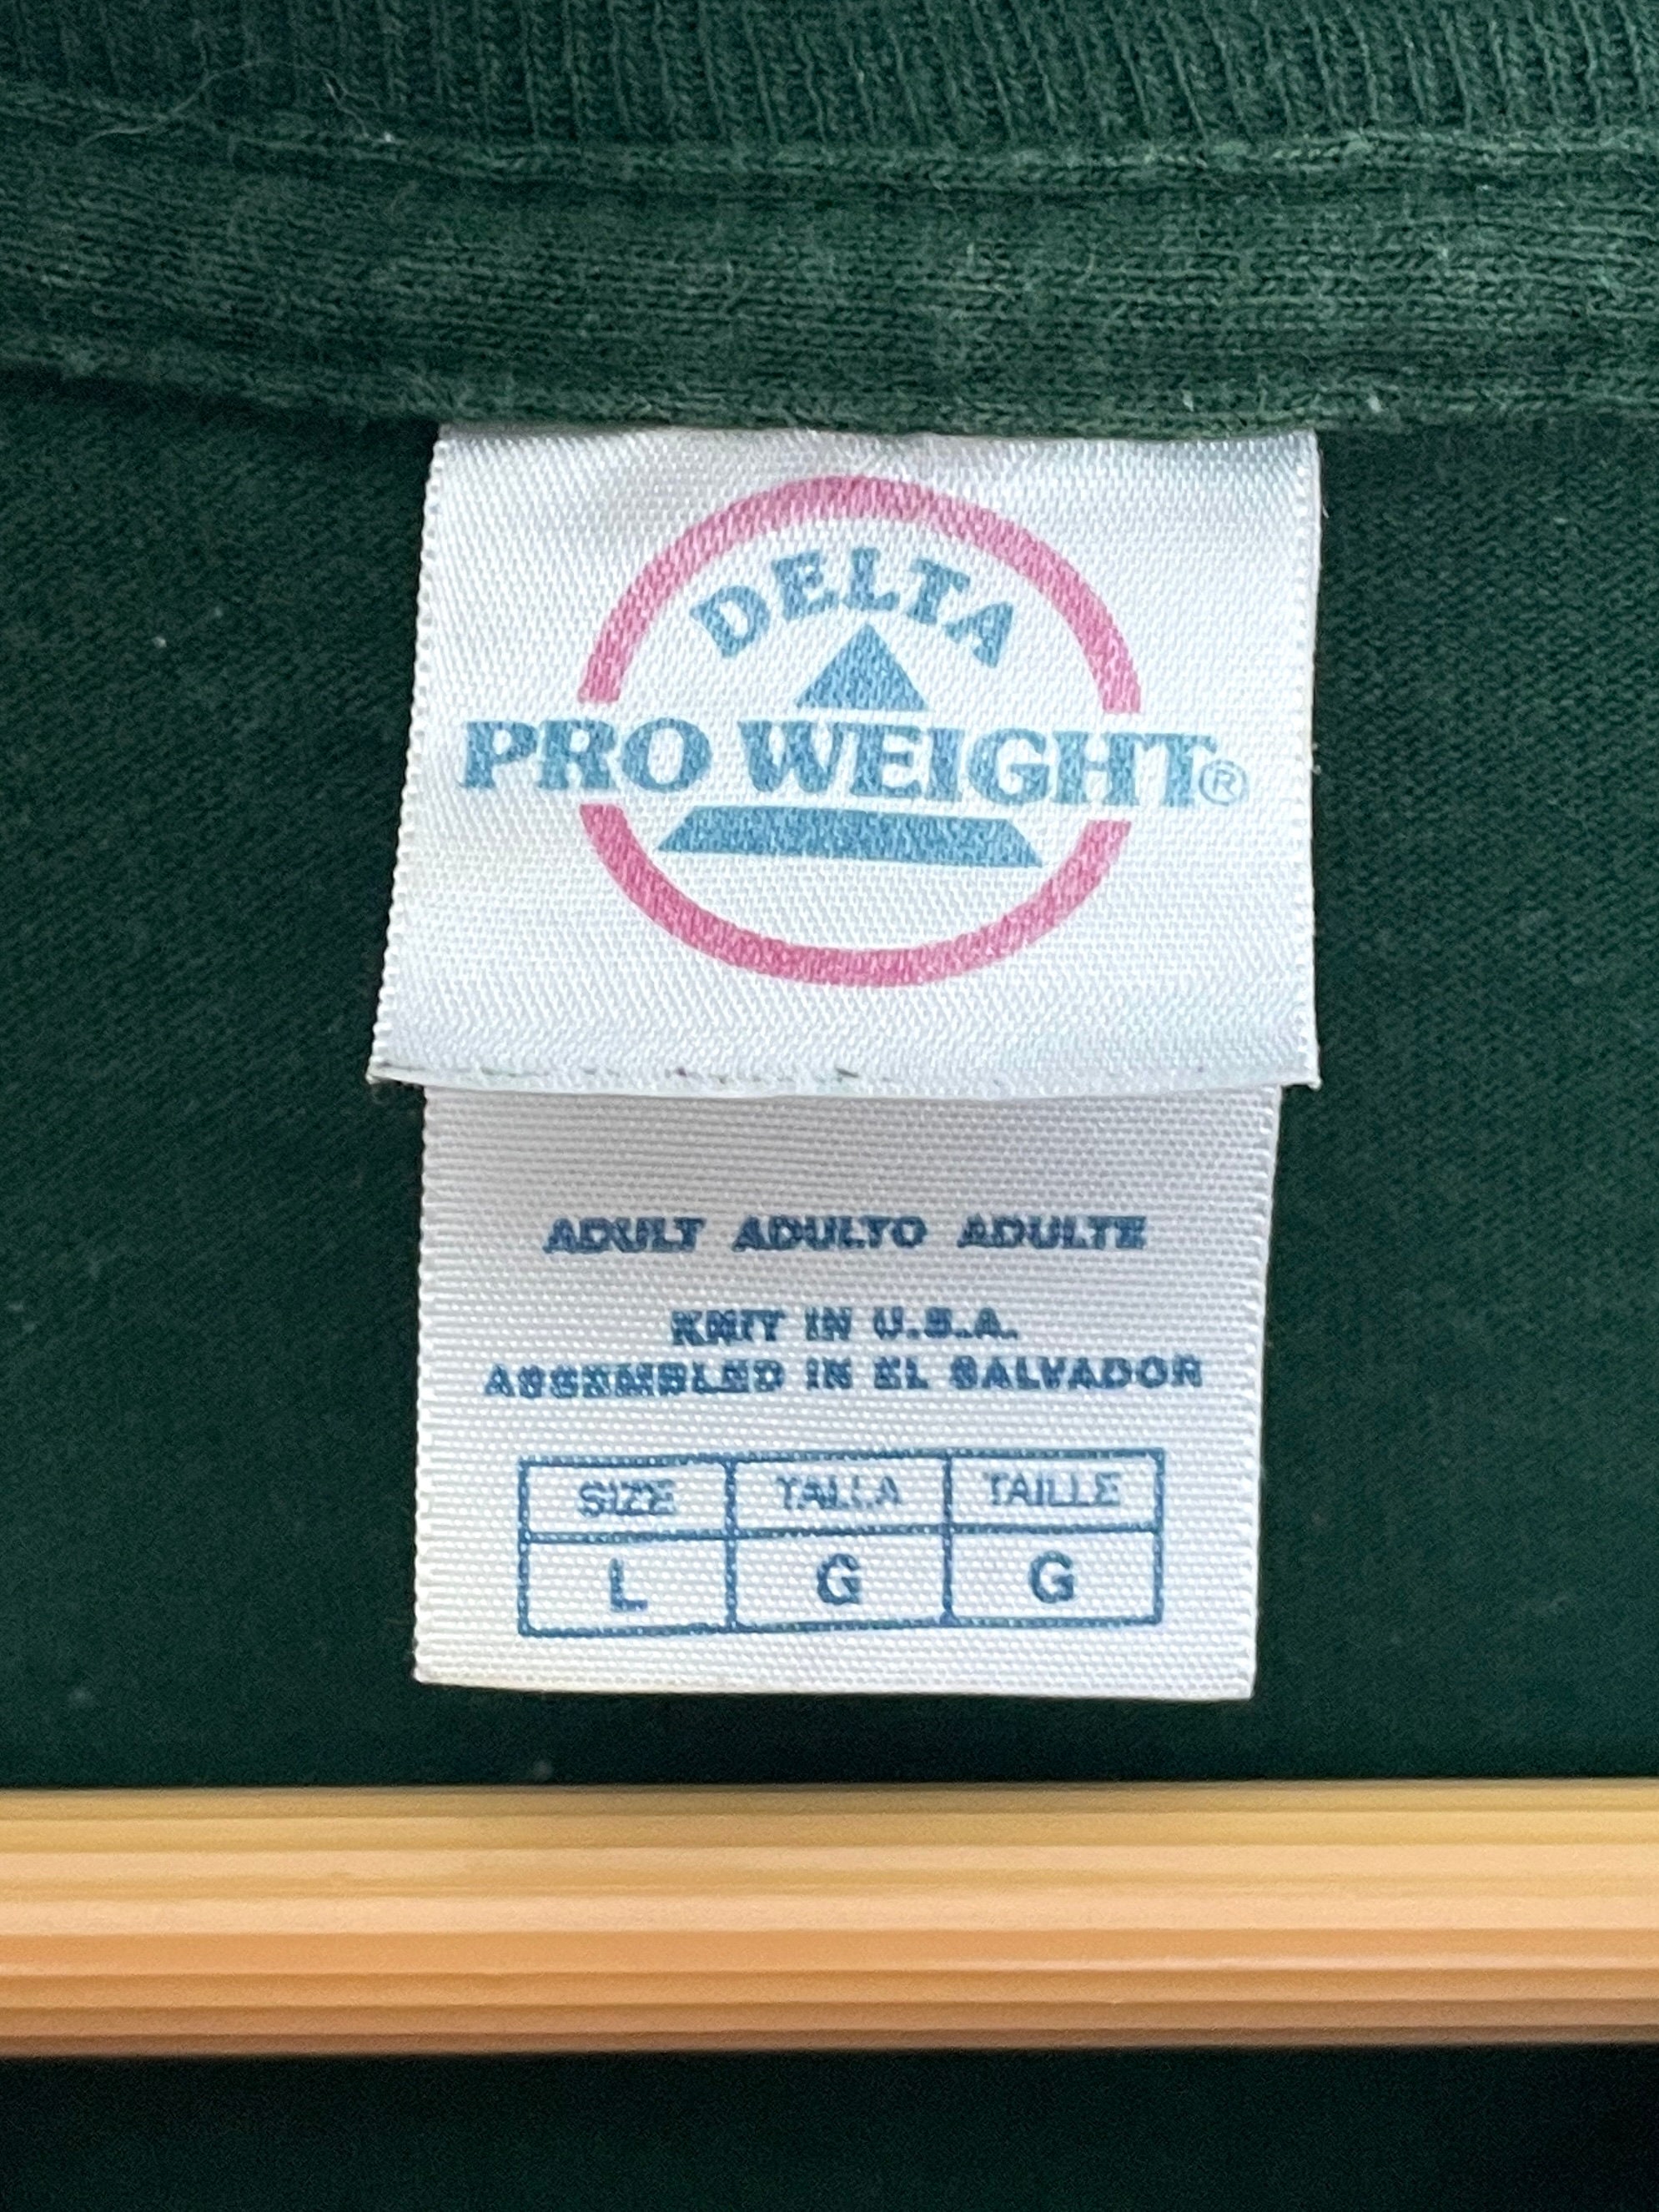 DELTA
PRO WEIGHT®
ADULT ADULTO ADULTE
KNIT IN U.S.A.
ASSEMBLED IN EL SALVADOR
SIZE TALLA TAILLE
L G G